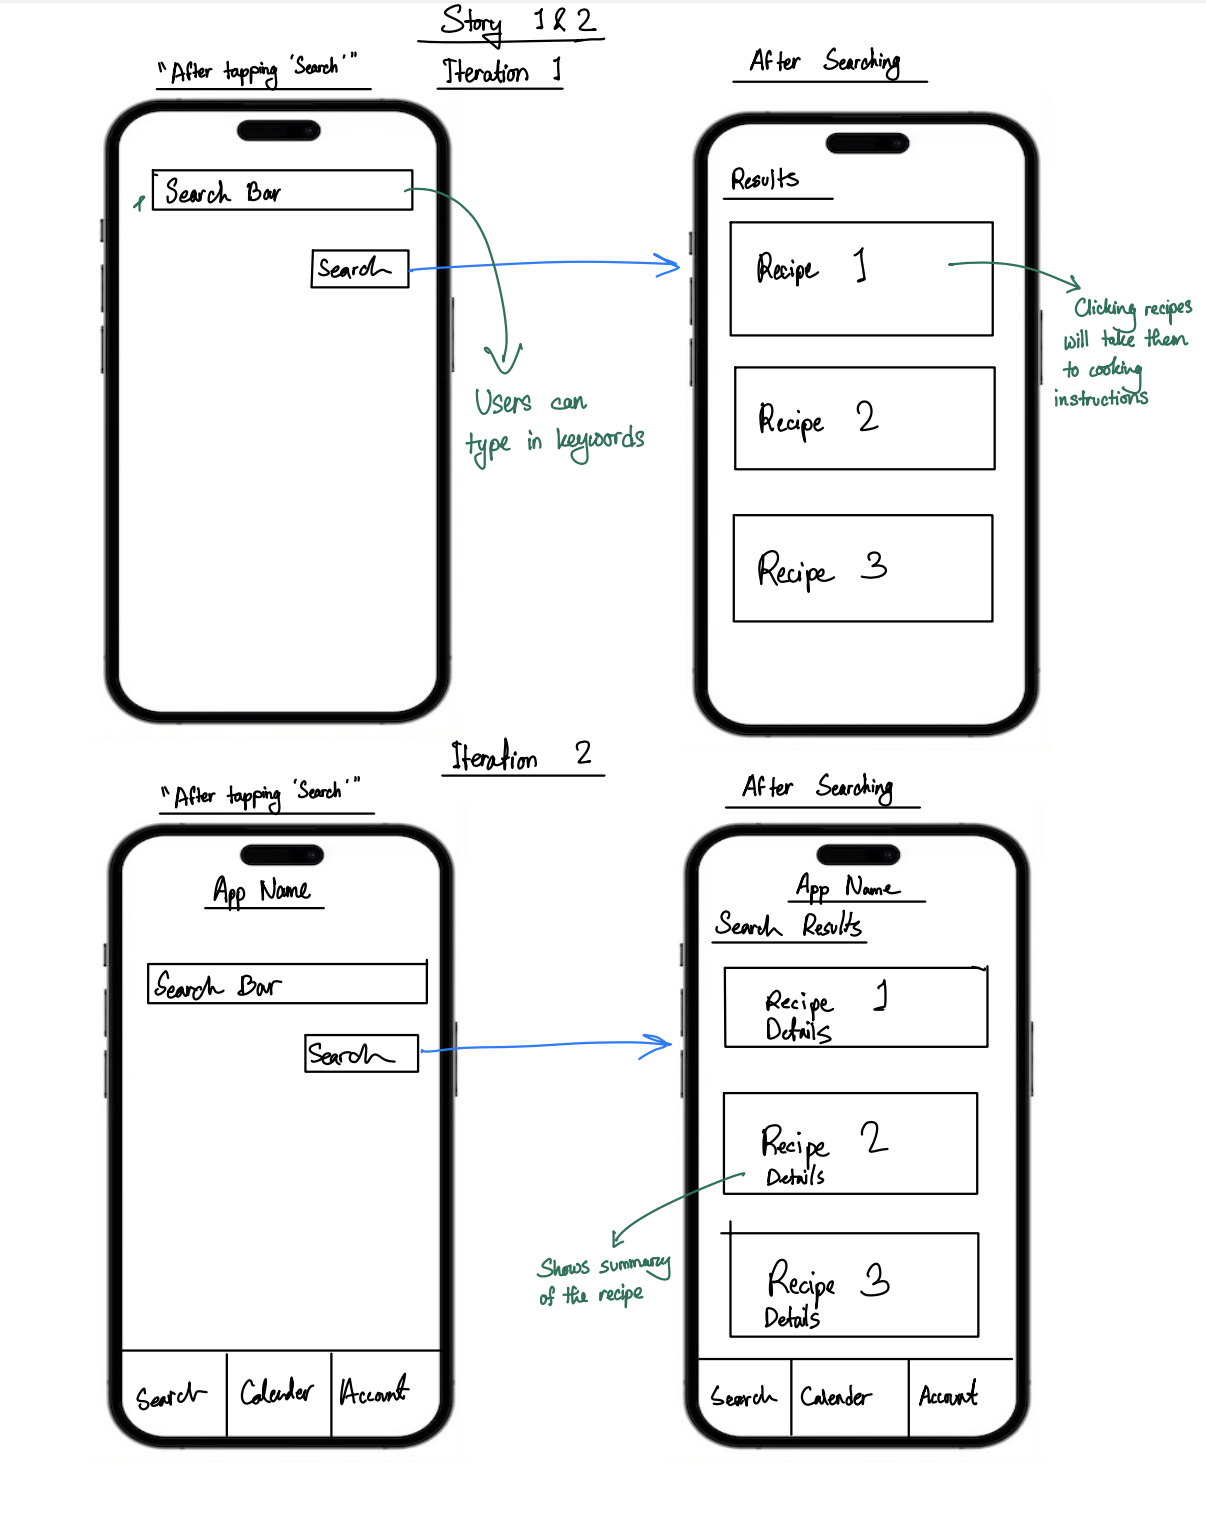 Story 1 & 2
Iteration 1
"After tapping 'Search'"
Search Bar
Search
Users can
type in keywords
After Searching
Results
Recipe 1
Recipe 2
Recipe 3
Clicking recipes
will take them
to cooking
instructions
Iteration 2
"After tapping 'Search'"
App Name
Search Bar
Search
Search Calender Account
After Searching
App Name
Search Results
Recipe 1
Details
Recipe 2
Details
Recipe 3
Details
Shows summary
of the recipe
Search Calender Account